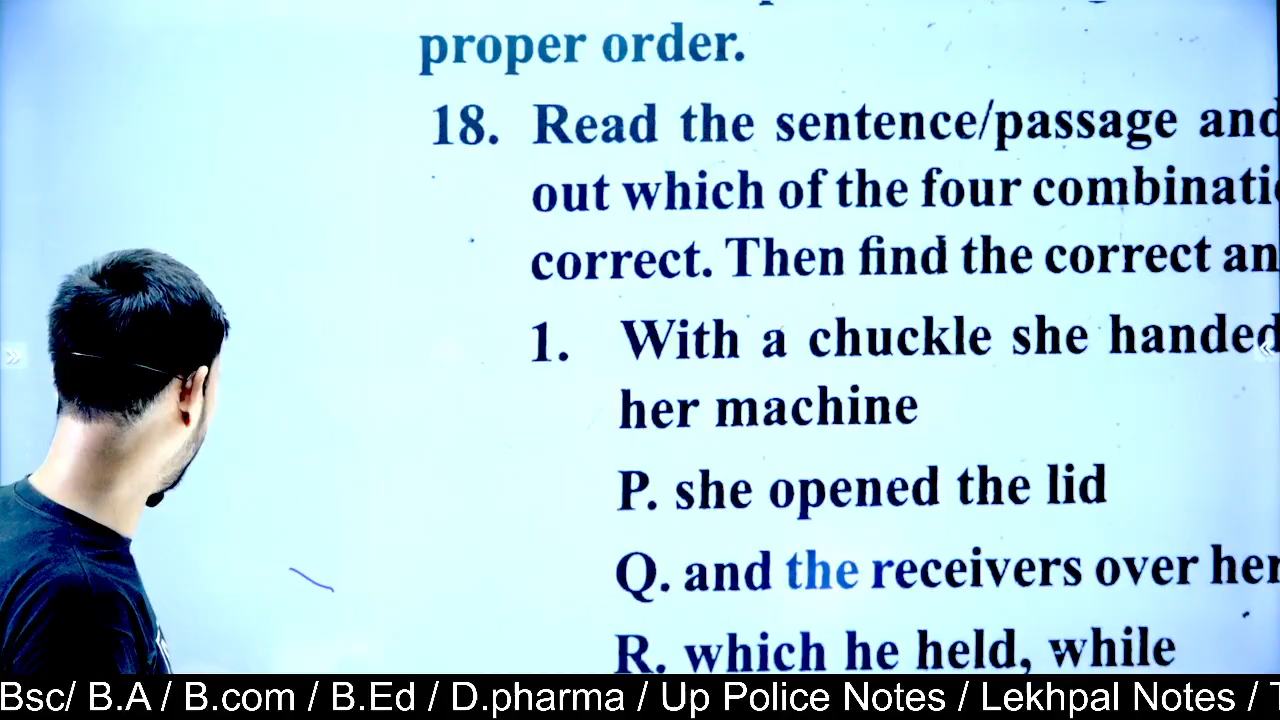 proper order.
18. Read the sentence/passage and
out which of the four combinati
correct. Then find the correct an
1. With a chuckle she handed
her machine
P. she opened the lid
Q. and the receivers over her
R. which he held, while
Bsc/ B.A / B.com / B.Ed / D.pharma / Up Police Notes / Lekhpal Notes / T